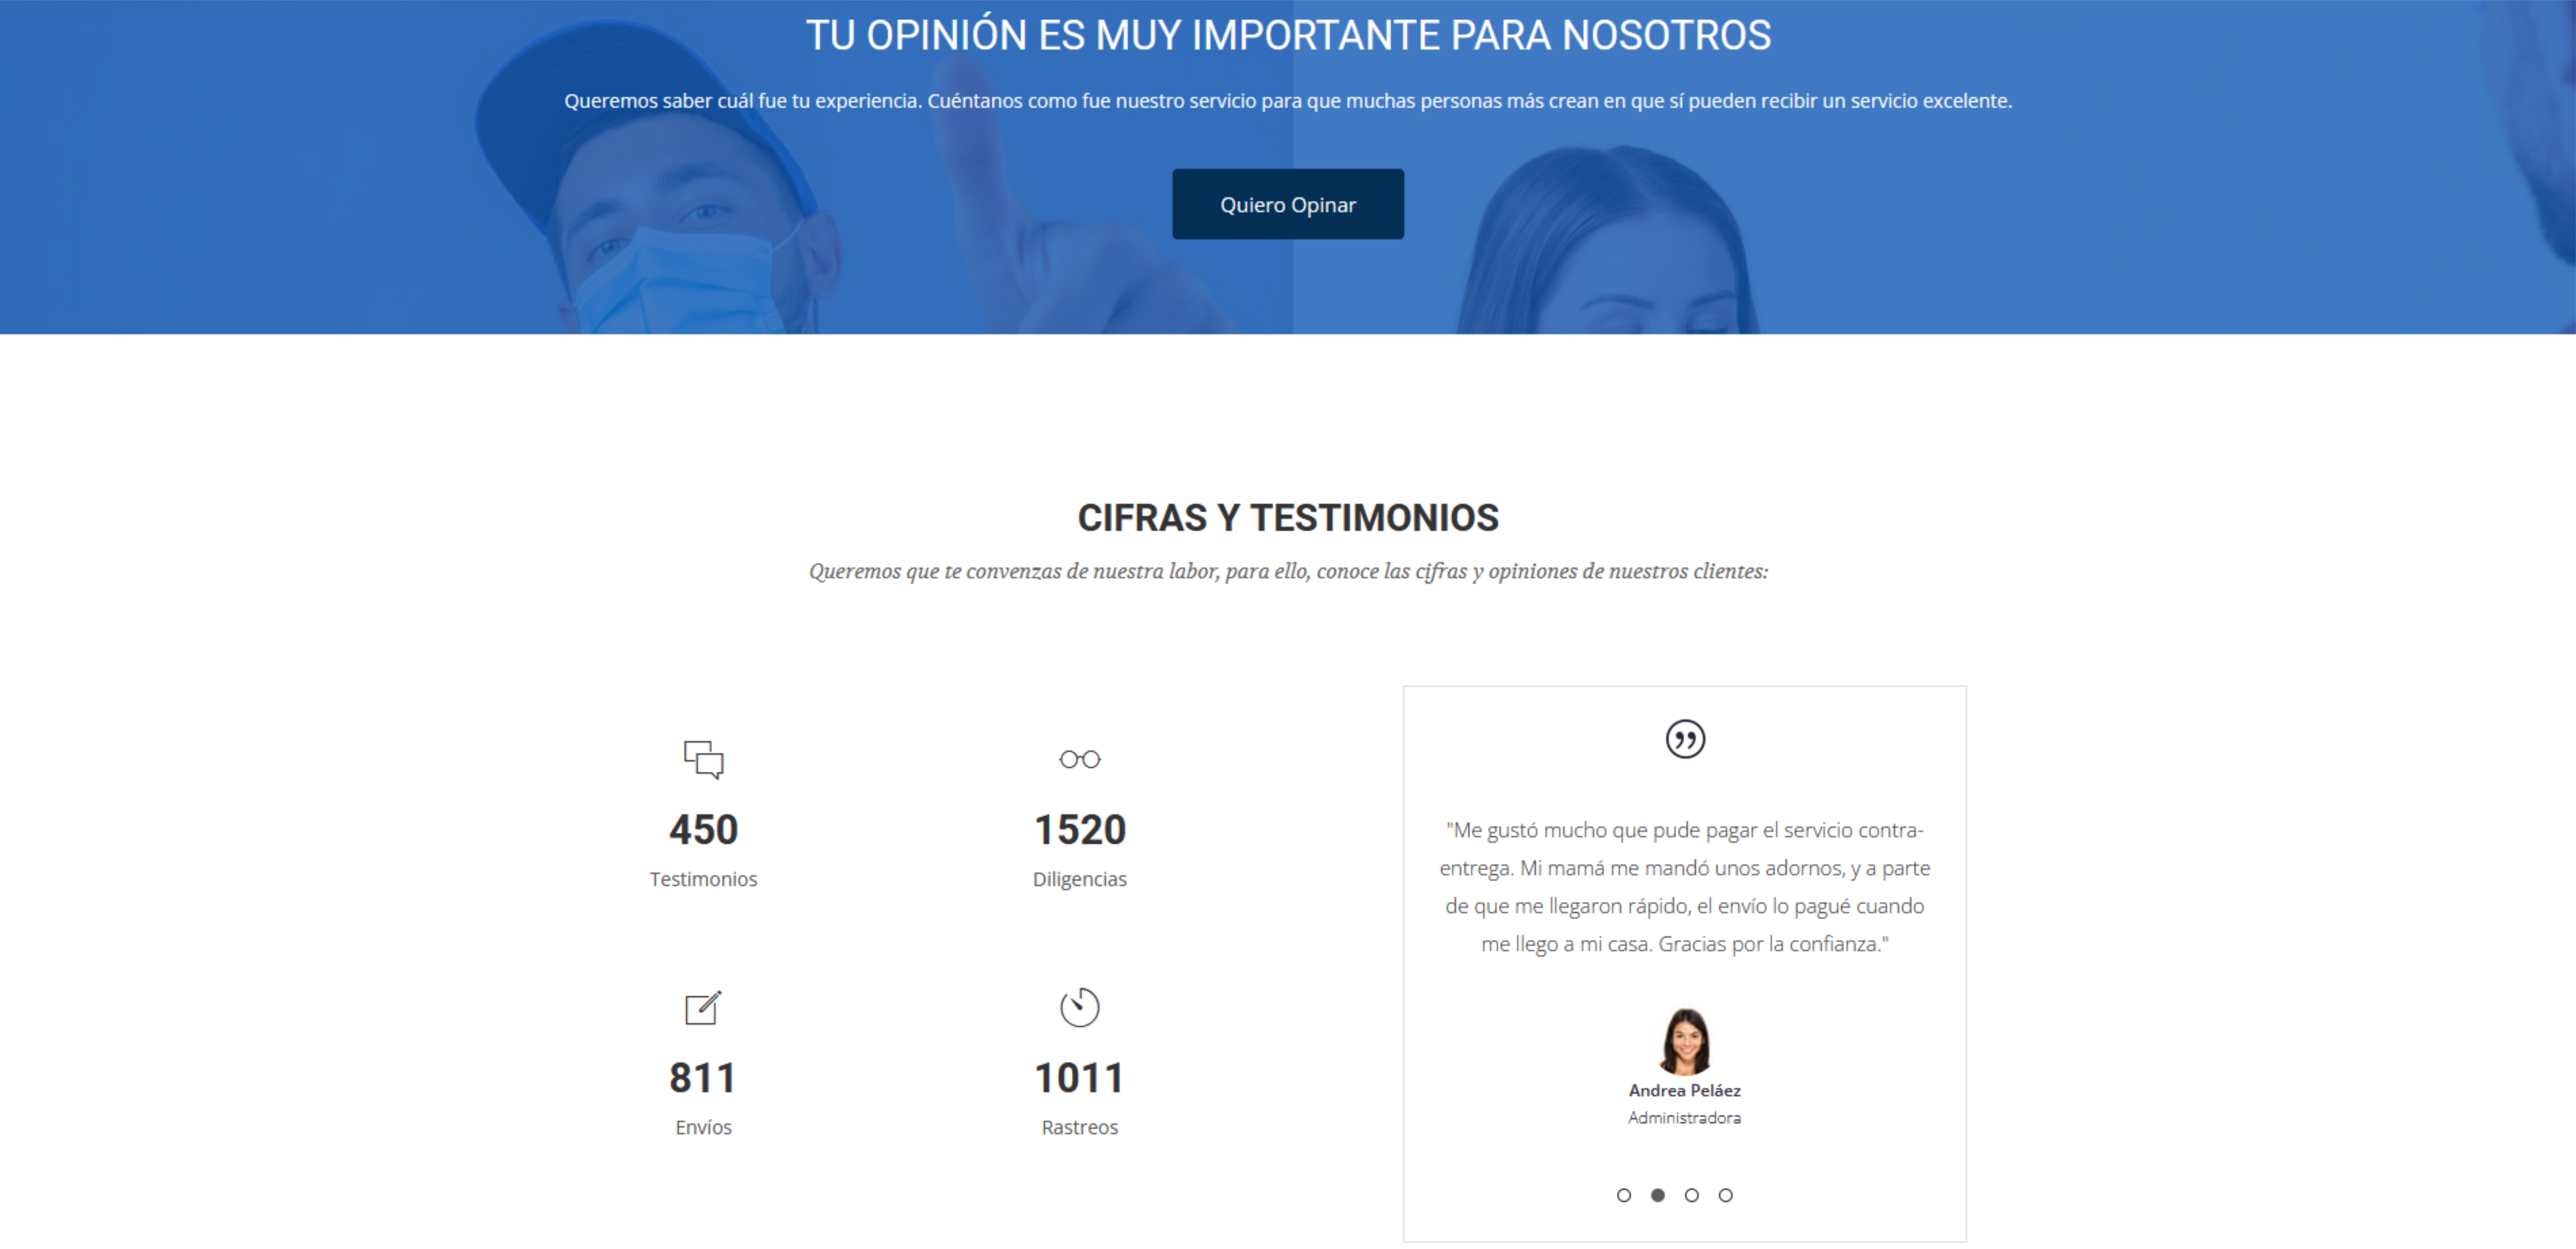 TU OPINIÓN ES MUY IMPORTANTE PARA NOSOTROS
Queremos saber cuál fue tu experiencia. Cuéntanos como fue nuestro servicio para que muchas personas más crean en que sí pueden recibir un servicio excelente.
Quiero Opinar
CIFRAS Y TESTIMONIOS
Queremos que te convenzas de nuestra labor, para ello, conoce las cifras y opiniones de nuestros clientes:
450
Testimonios
1520
Diligencias
811
Envíos
1011
Rastreos
"Me gustó mucho que pude pagar el servicio contra-
entrega. Mi mamá me mandó unos adornos, y a parte
de que me llegaron rápido, el envío lo pagué cuando
me llego a mi casa. Gracias por la confianza."
Andrea Peláez
Administradora